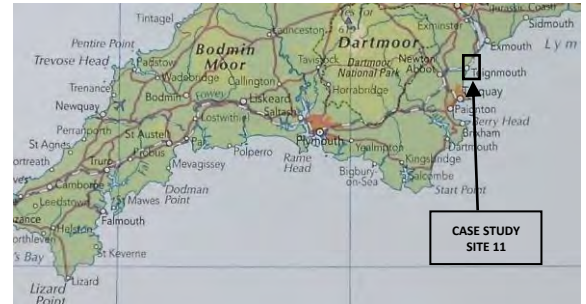 Tintagel
Yes Tor
Jurassic Coast
Exminster
Sidmouth
Pentire Point
Launceston
Dartmoor
Exmouth
Lym
Trevose Head
Padstow
Bodmin
Moor
Tavistock
Dartmoor
National Park
Newton
Abbot
Teignmouth
Wadebridge
Callington
Trenance
Horrabridge
Newquay
Bodmin
Fowey
Liskeard
Saltash
Paignton
Perranporth
Lostwithiel
Berry Head
St Agnes
St Austell
Plymouth
Yealmpton
Brixham
Dartmouth
Probus
Polperro
Rame
Head
Kingsbridge
Truro
Mevagissey
Bigbury-
on-Sea
Salcombe
Camborne
Dodman
Point
Start Point
Leedstown
St Mawes
Falmouth
Helston
St Keverne
Lizard
Lizard
Point
CASE STUDY
SITE 11